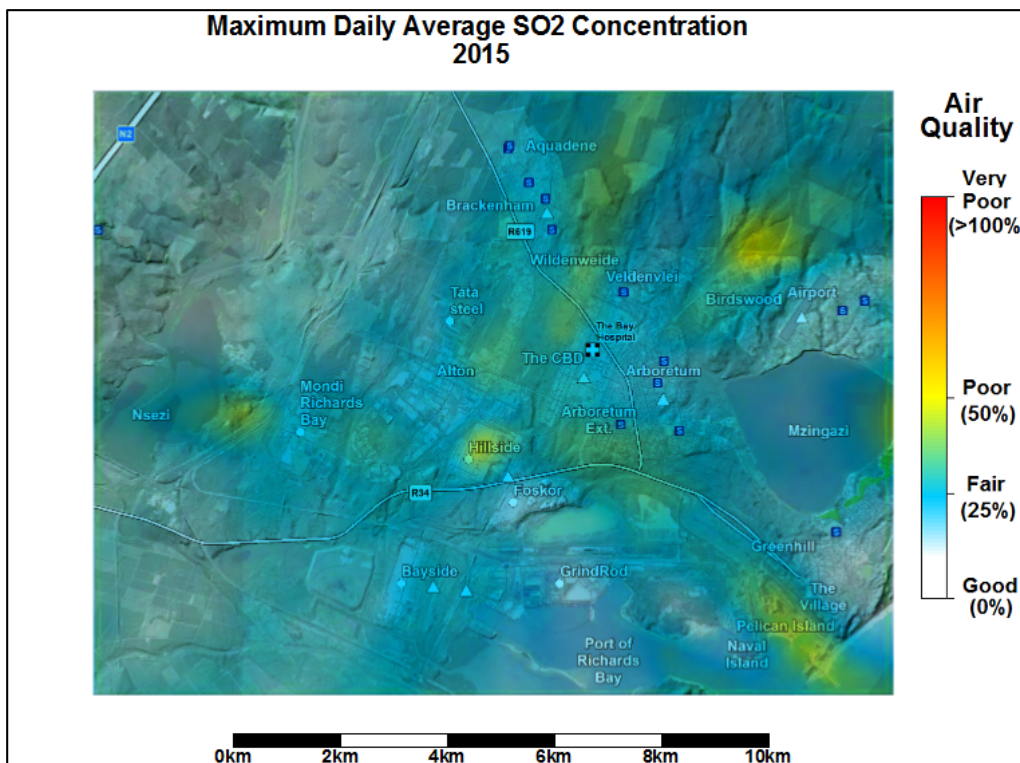 Maximum Daily Average SO2 Concentration
2015
Air
Quality
Very
Poor
(>100%
Poor
(50%)
Fair
(25%)
Good
(0%)
N2
S
Aquadene
S
Brackenham
S
S
R619
S
Wildenweide
Veldenvlei
S
Birdswood
Airport
S
S
Tata
steel
The Bay
Hospital
The CBD
S
Arboretum
S
Alton
Mondi
Richards
Bay
Nsezi
Arboretum
Ext.
S
S
Mzingazi
Hillside
R34
Foskor
S
Greenhill
Bayside
GrindRod
The
Village
Pelican Island
Port of
Richards
Bay
Naval
Island
0km
2km
4km
6km
8km
10km